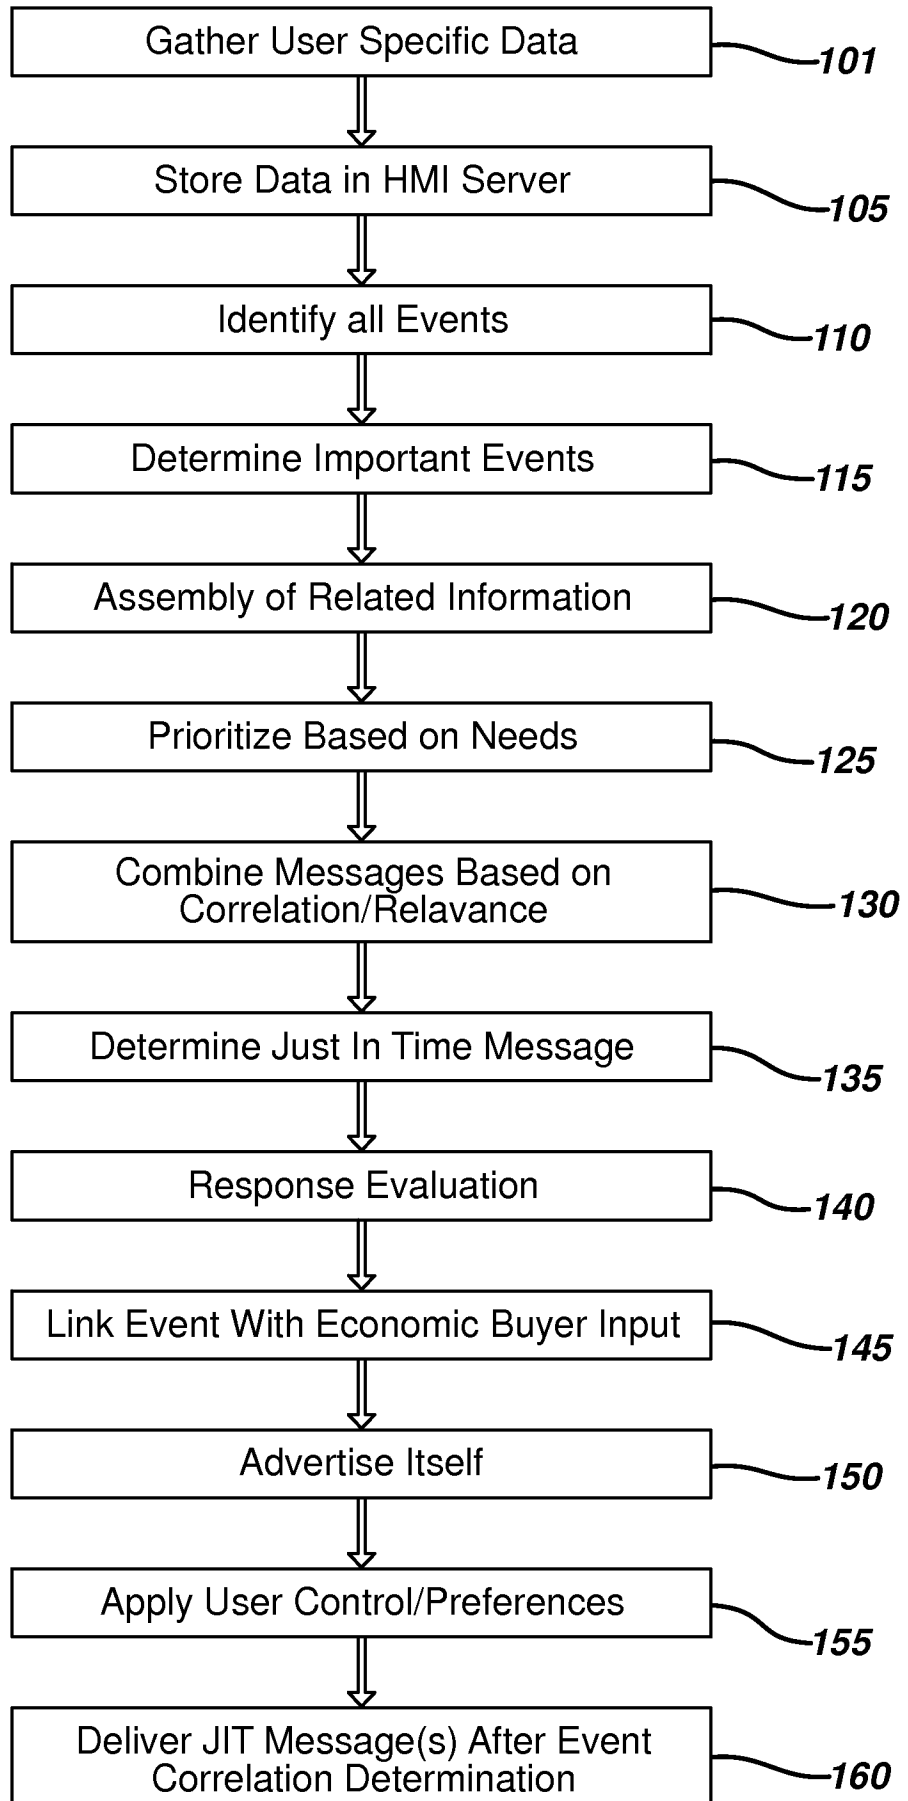 Gather User Specific Data
101
Store Data in HMI Server
105
Identify all Events
110
Determine Important Events
115
Assembly of Related Information
120
Prioritize Based on Needs
125
Combine Messages Based on
Correlation/Relavance
130
Determine Just In Time Message
135
Response Evaluation
140
Link Event With Economic Buyer Input
145
Advertise Itself
150
Apply User Control/Preferences
155
Deliver JIT Message(s) After Event
Correlation Determination
160